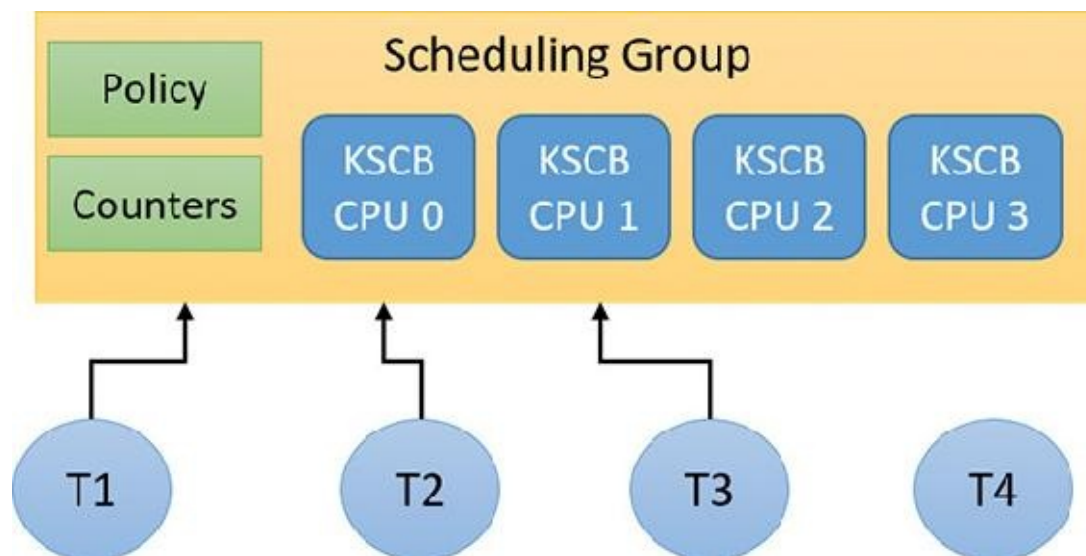 Scheduling Group
Policy
Counters
KSCB
CPU 0
KSCB
CPU 1
KSCB
CPU 2
KSCB
CPU 3
T1
T2
T3
T4